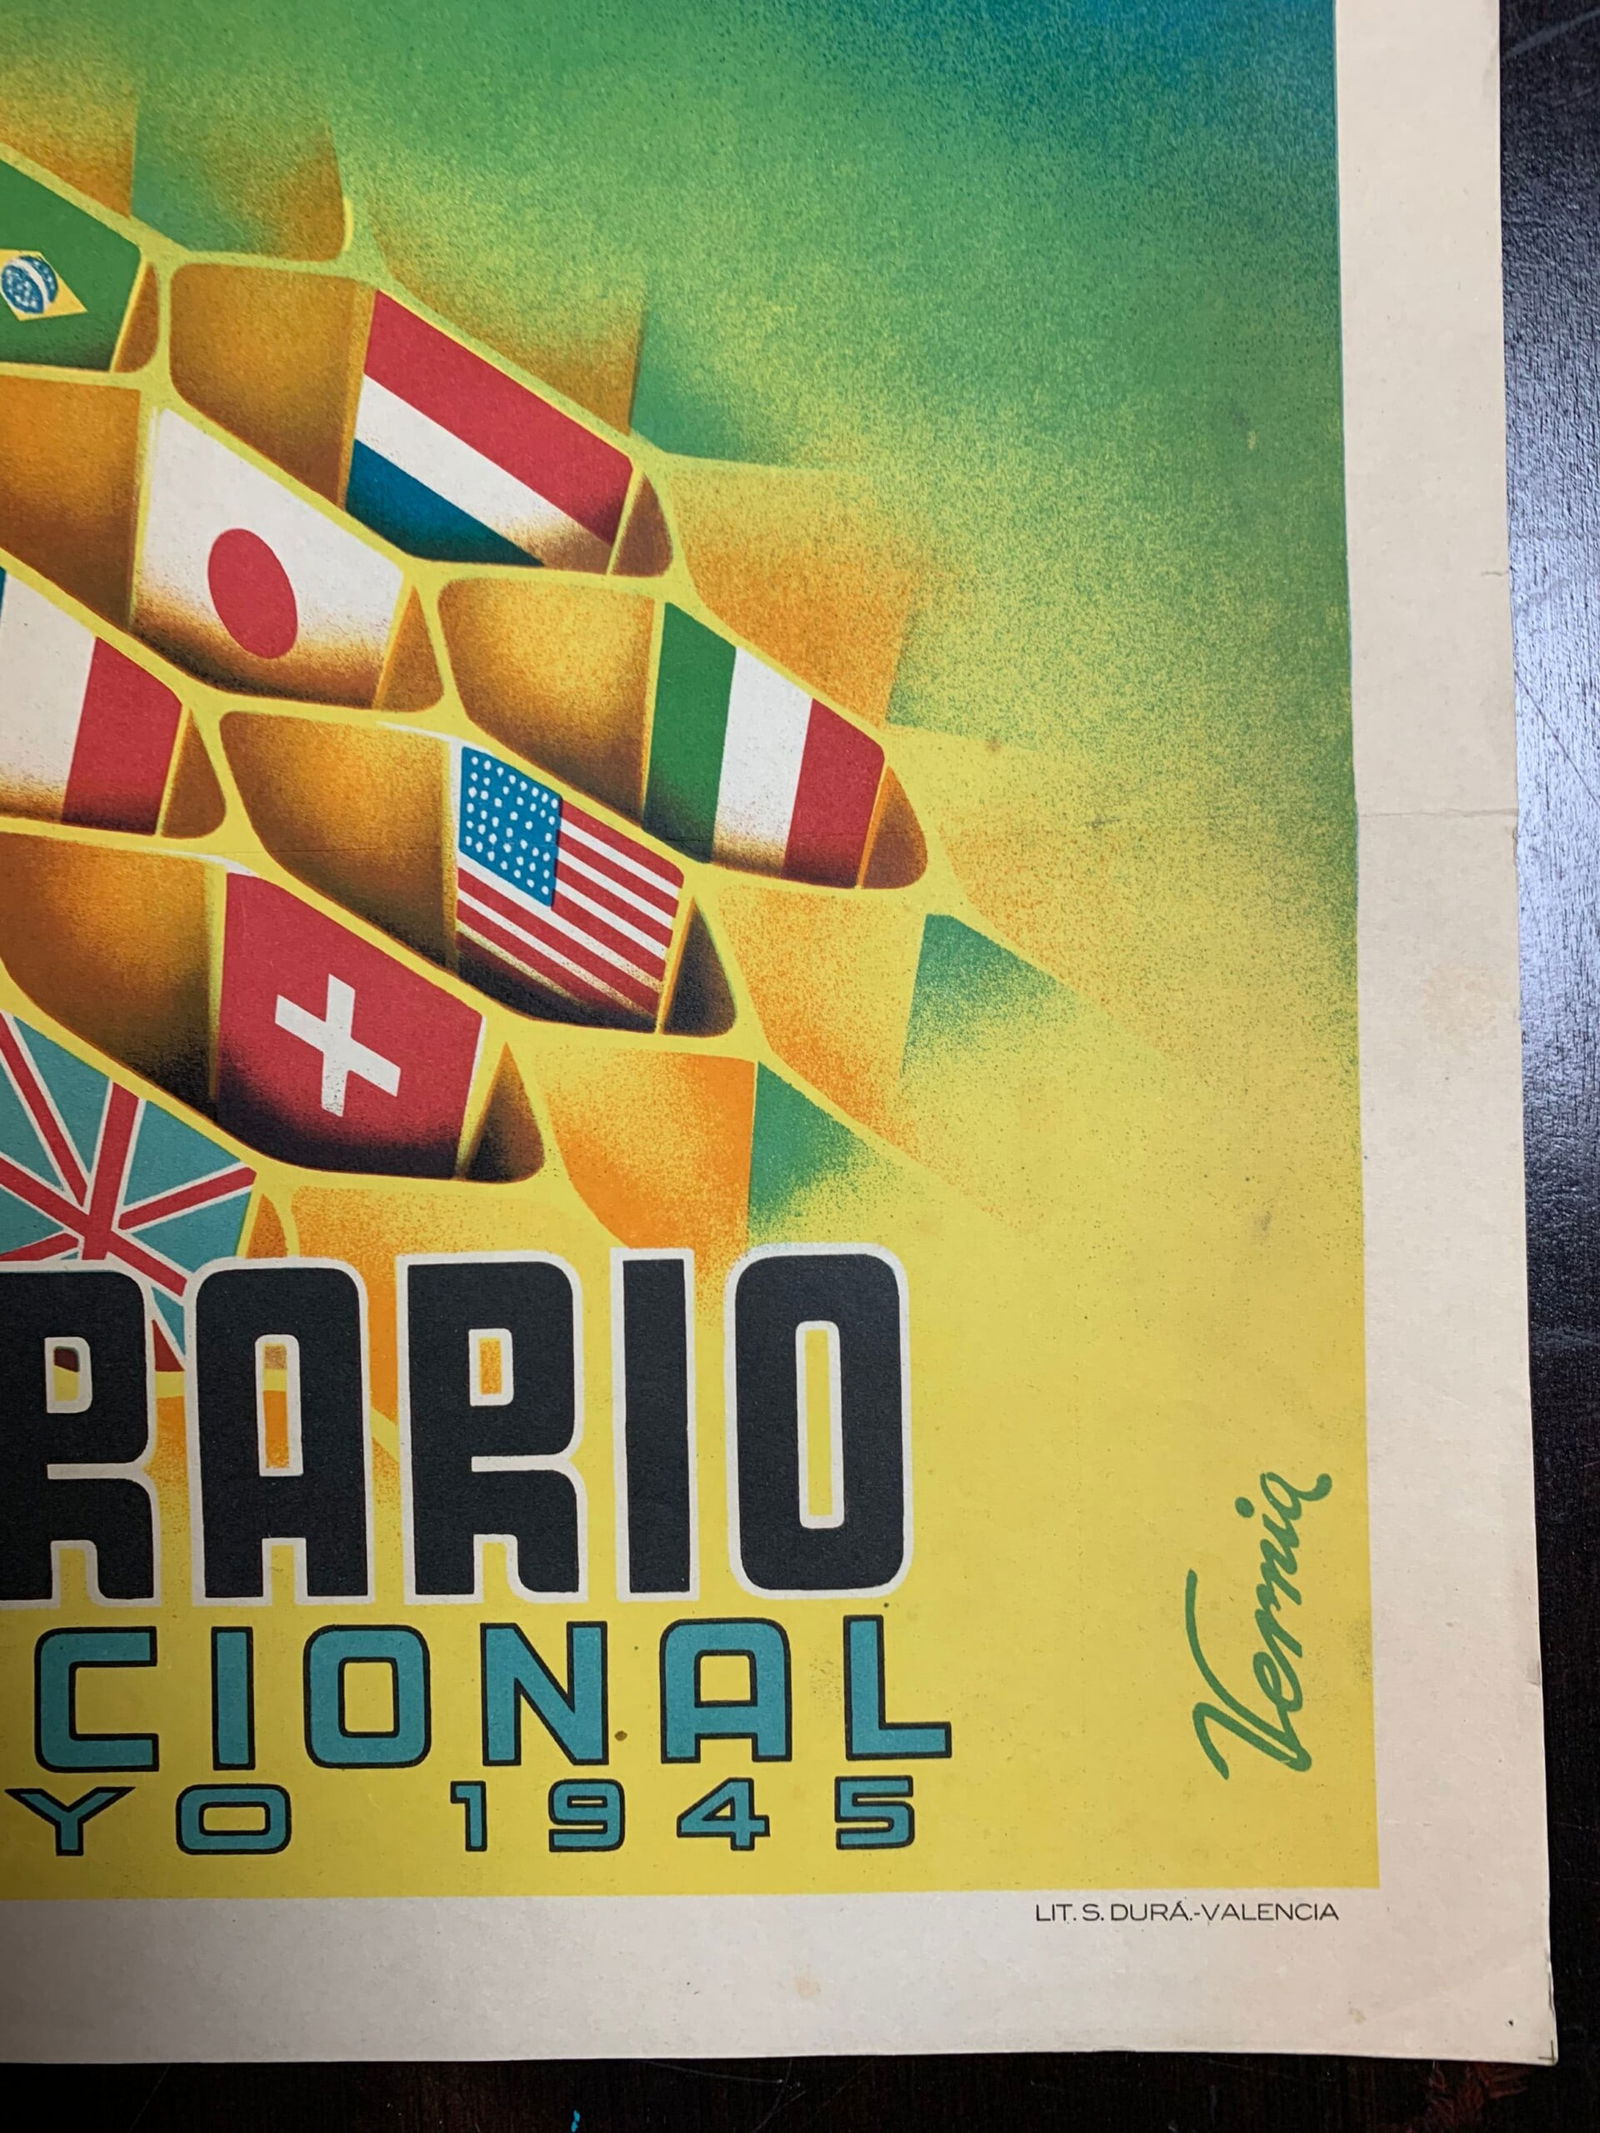 RARIO
CIONAL
YO 1945
Vernia
LIT. S. DURÁ.-VALENCIA